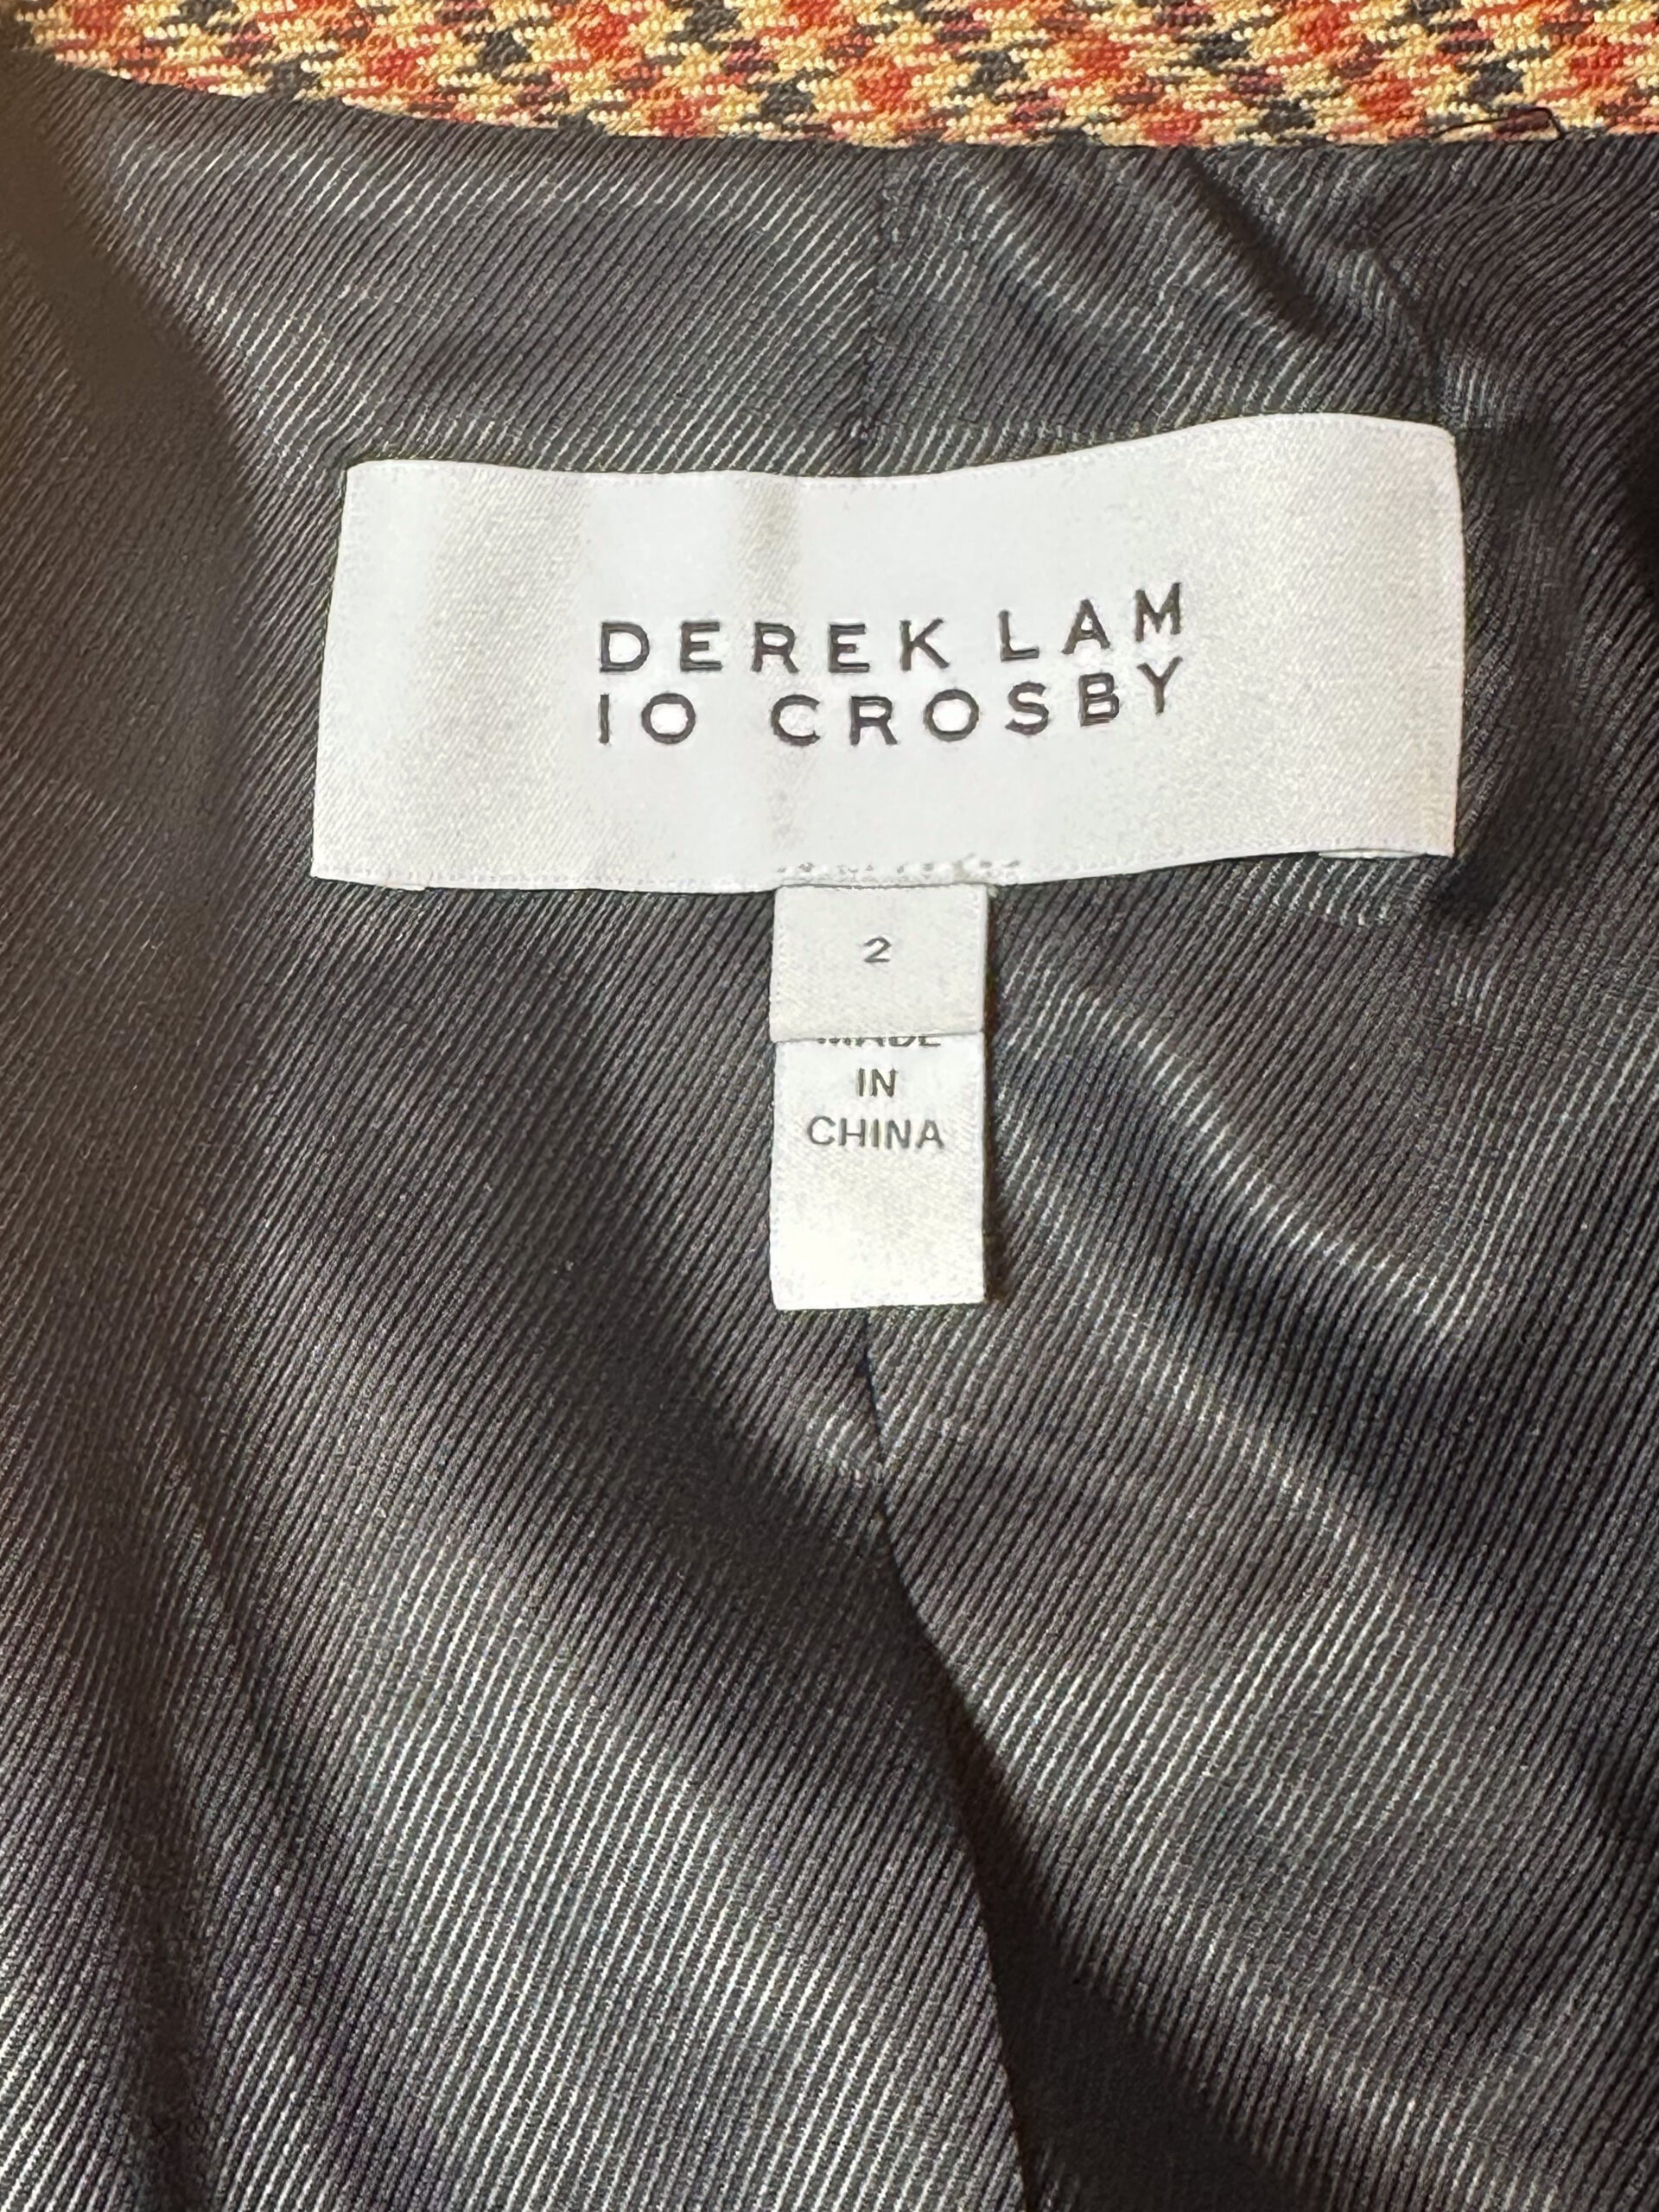 DEREK LAM
10 CROSBY
2
MADE
IN
CHINA